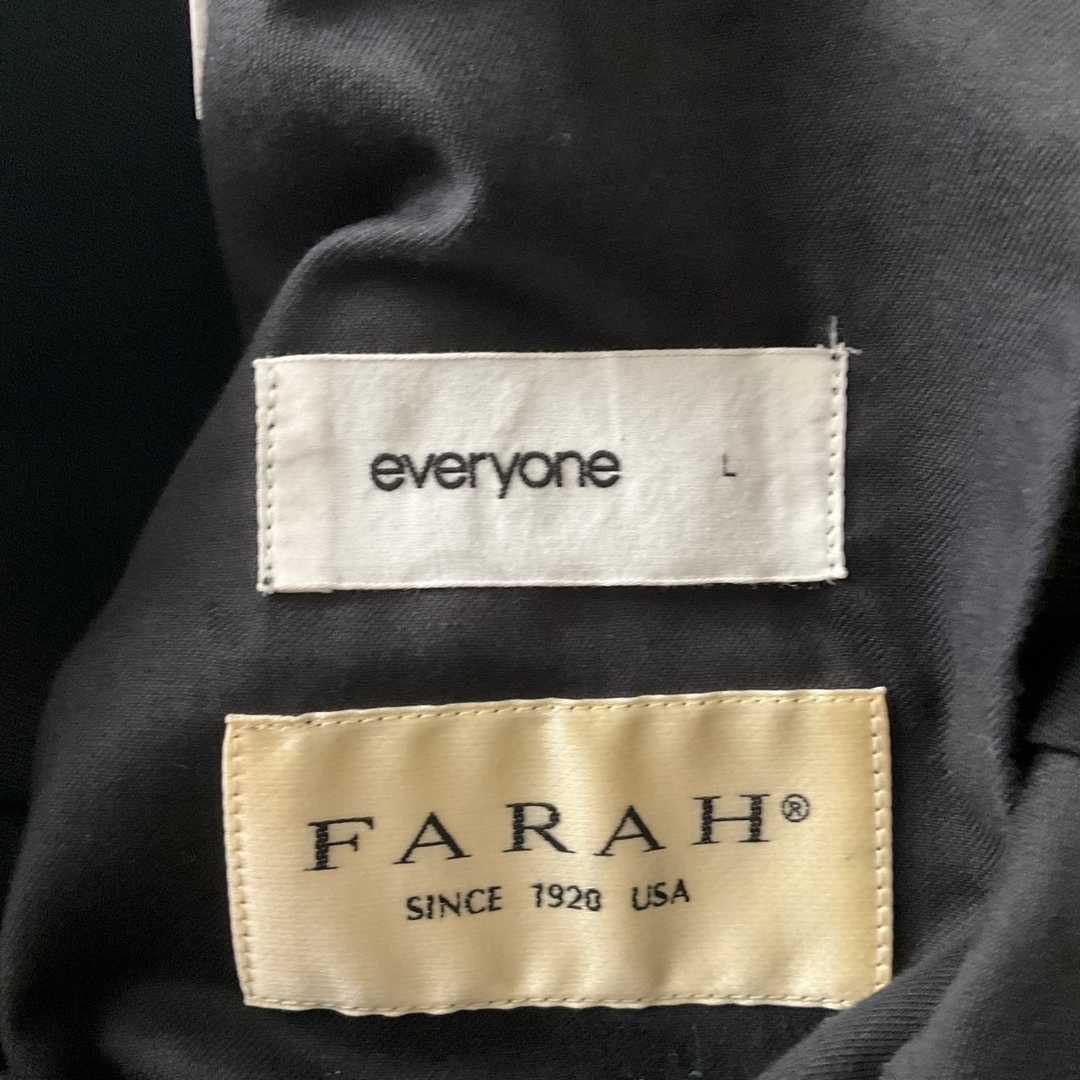 everyone L
FARAH®
SINCE 1920 USA